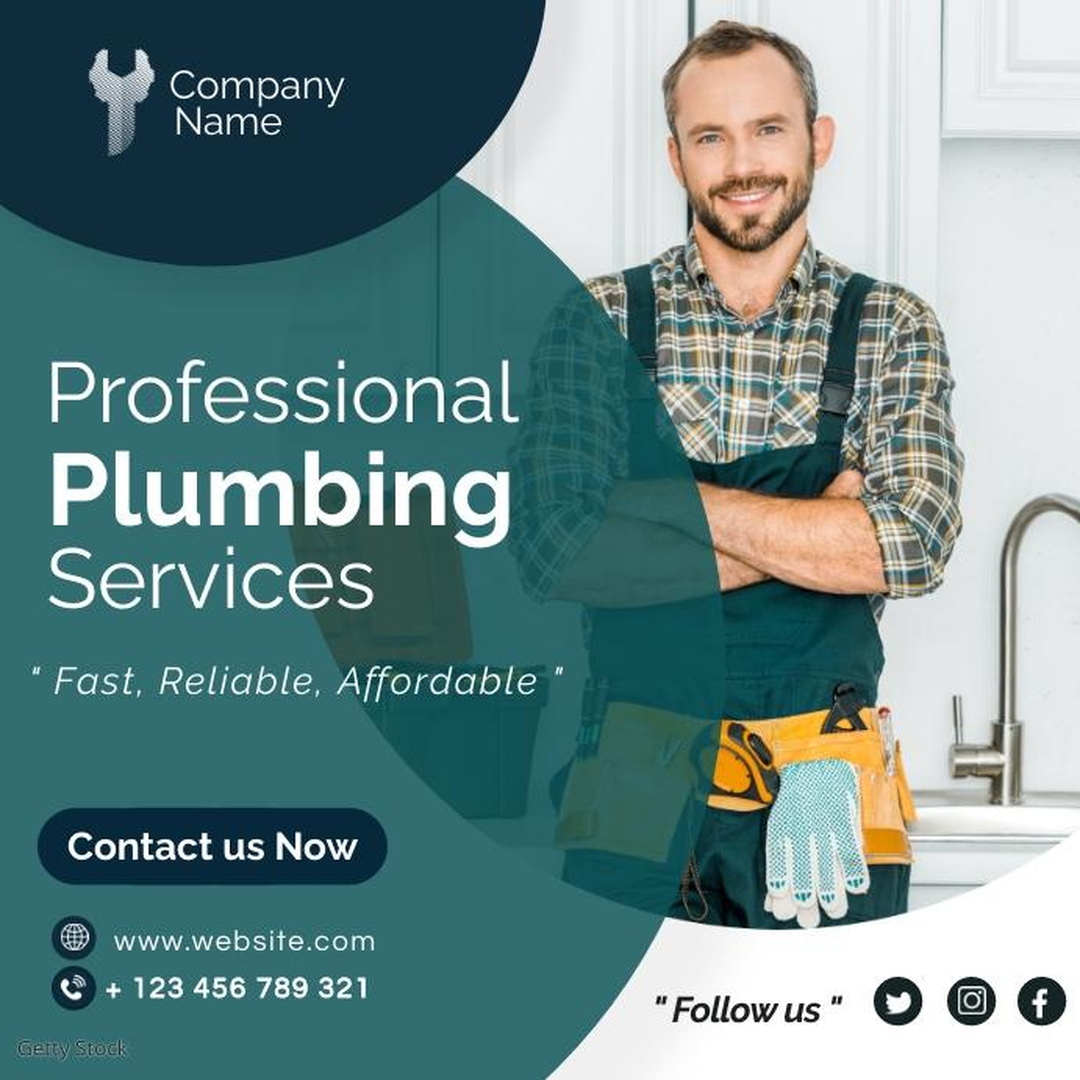 Company
Name
Professional
Plumbing
Services
" Fast, Reliable, Affordable "
Contact us Now
www.website.com
+ 123 456 789 321
" Follow us "
Getty Stock